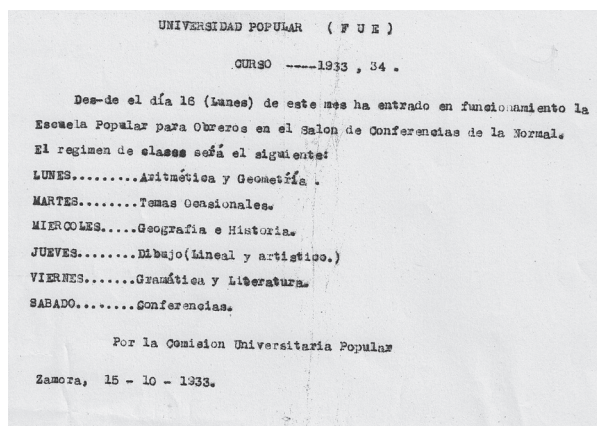 UNIVERSIDAD POPULAR ( F U E )
CURSO ----1933 , 34 .
Des-de el día 16 (Lunes) de este mes ha entrado en funcionamiento la
Escuela Popular para Obreros en el Salon de Conferencias de la Normal.
El regimen de clases será el siguiente:
LUNES.........Aritmética y Geometría .
MARTES........Temas Ocasionales.
MIERCOLES.....Geografia e Historia.
JUEVES........Dibujo(Lineal y artistico.)
VIERNES.......Gramática y Literatura.
SABADO........Conferencias.
Por la Comision Universitaria Popular
Zamora, 15 - 10 - 1933.